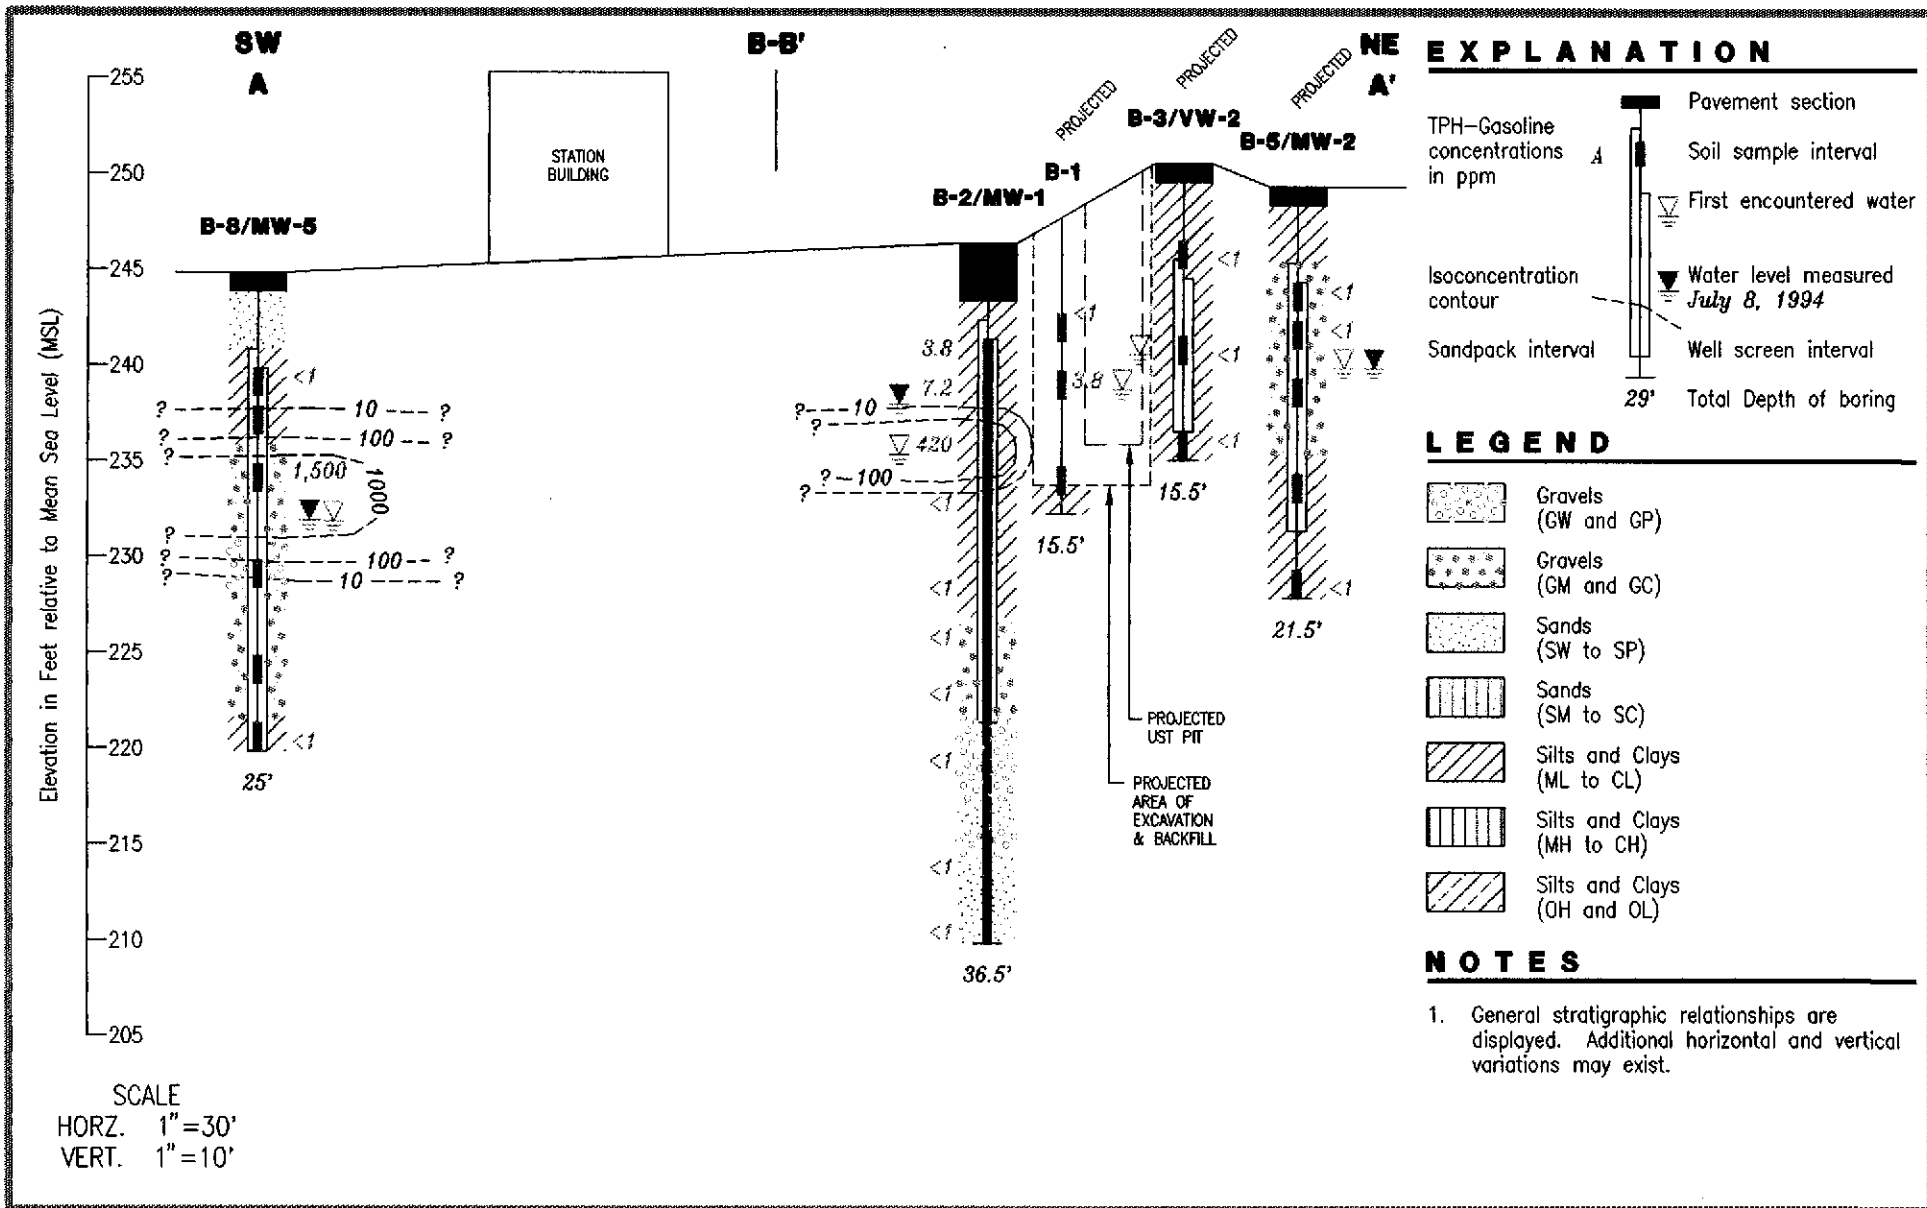 SW
A
B-B'
NE
A'
PROJECTED
PROJECTED
PROJECTED
B-8/MW-5
STATION
BUILDING
B-2/MW-1
B-1
B-3/VW-2
B-5/MW-2
Elevation in Feet relative to Mean Sea Level (MSL)
255
250
245
240
235
230
225
220
215
210
205
<1
? 10 ?
? 100 ?
? 1,500
1000
?
? 100 ?
? 10 ?
<1
25'
3.8
7.2
? 10
?
420
? 100
?
<1
<1
<1
<1
<1
<1
<1
36.5'
<1
3.8
15.5'
<1
<1
<1
15.5'
<1
<1
<1
21.5'
PROJECTED
UST PIT
PROJECTED
AREA OF
EXCAVATION
& BACKFILL
SCALE
HORZ. 1"=30'
VERT. 1"=10'
EXPLANATION
TPH-Gasoline
concentrations
in ppm
A
Pavement section
Soil sample interval
First encountered water
Isoconcentration
contour
Water level measured
July 8, 1994
Sandpack interval
Well screen interval
29'
Total Depth of boring
LEGEND
Gravels
(GW and GP)
Gravels
(GM and GC)
Sands
(SW to SP)
Sands
(SM to SC)
Silts and Clays
(ML to CL)
Silts and Clays
(MH to CH)
Silts and Clays
(OH and OL)
NOTES
1. General stratigraphic relationships are
displayed. Additional horizontal and vertical
variations may exist.